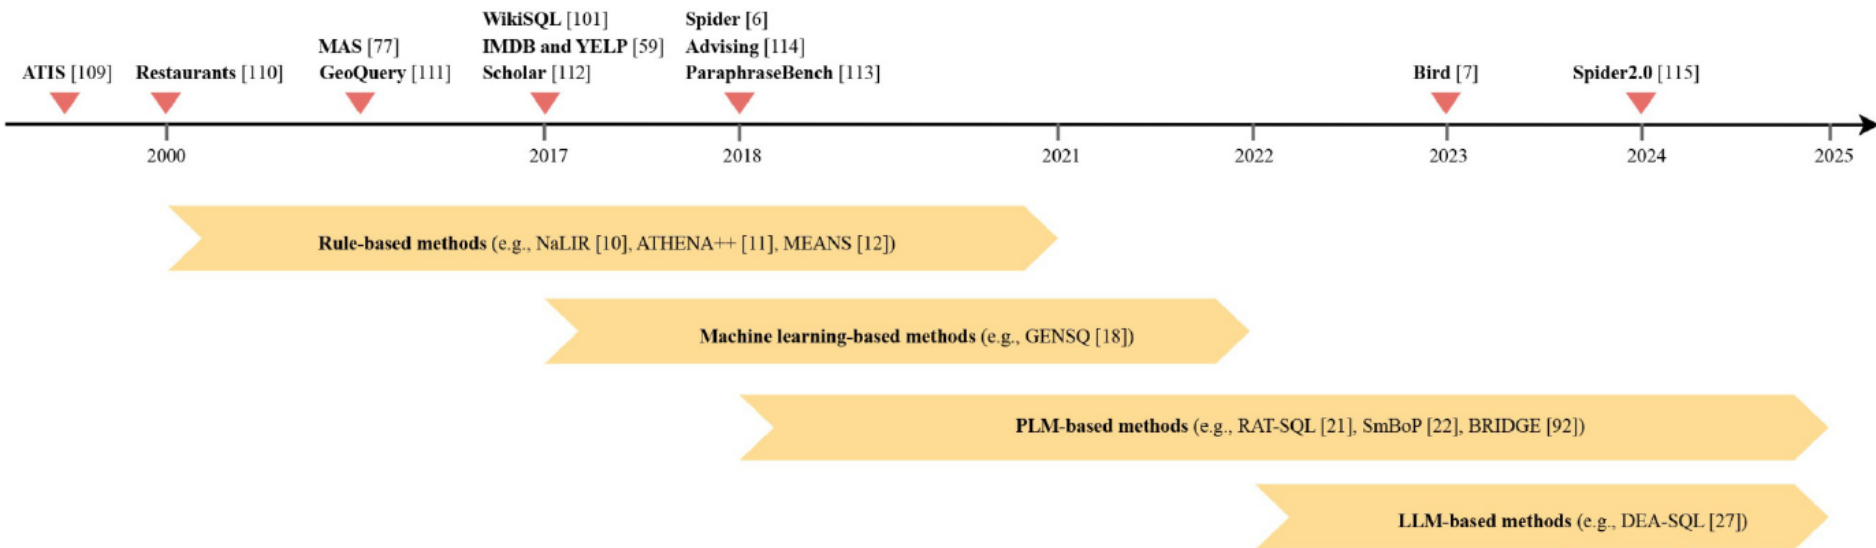 WikiSQL [101]
Spider [6]
MAS [77]
IMDB and YELP [59]
Advising [114]
ATIS [109]
Restaurants [110]
GeoQuery [111]
Scholar [112]
ParaphraseBench [113]
Bird [7]
Spider2.0 [115]
2000
2017
2018
2021
2022
2023
2024
2025
Rule-based methods (e.g., NaLIR [10], ATHENA++ [11], MEANS [12])
Machine learning-based methods (e.g., GENSQ [18])
PLM-based methods (e.g., RAT-SQL [21], SmBoP [22], BRIDGE [92])
LLM-based methods (e.g., DEA-SQL [27])